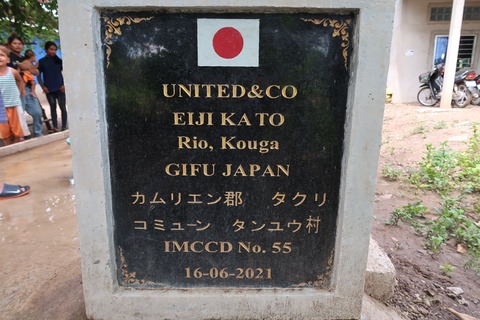 UNITED&CO
EIJI KATO
Rio, Kouga
GIFU JAPAN
カムリエン郡 タクリ
コミューン タンユウ村
IMCCD No. 55
16-06-2021